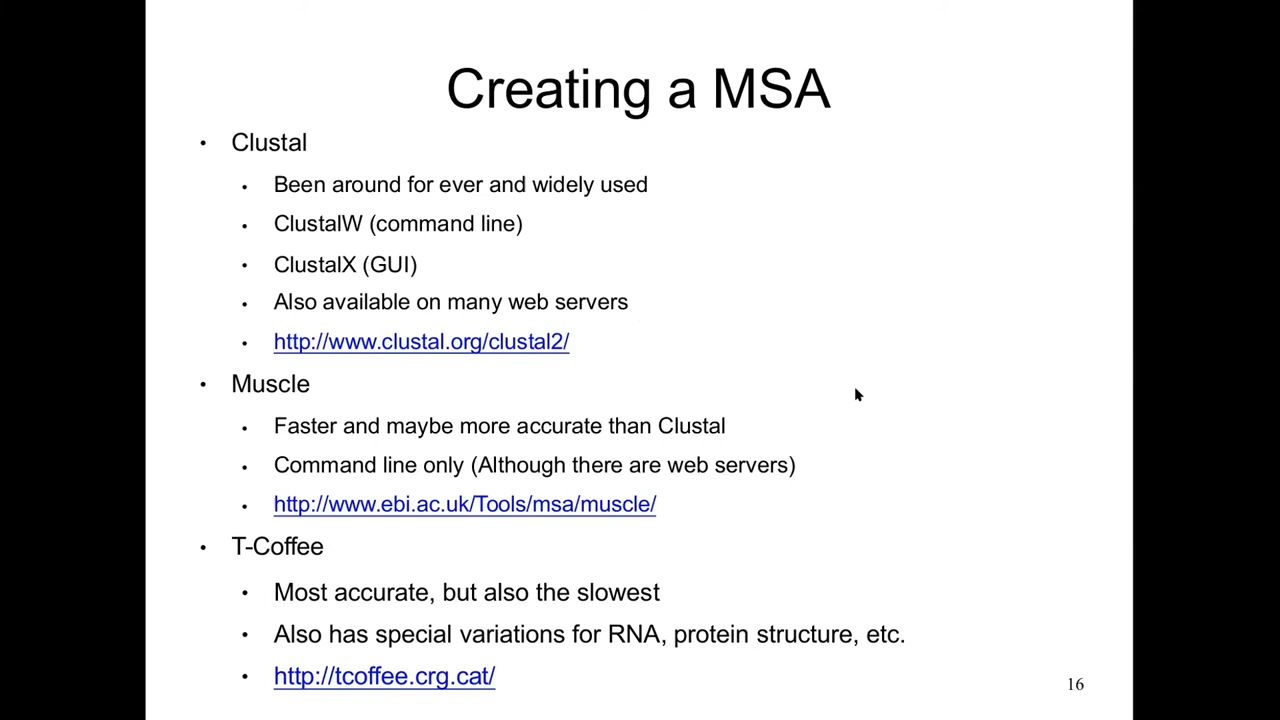 Creating a MSA
• Clustal
• Been around for ever and widely used
• ClustalW (command line)
• ClustalX (GUI)
• Also available on many web servers
• http://www.clustal.org/clustal2/
• Muscle
• Faster and maybe more accurate than Clustal
• Command line only (Although there are web servers)
• http://www.ebi.ac.uk/Tools/msa/muscle/
• T-Coffee
• Most accurate, but also the slowest
• Also has special variations for RNA, protein structure, etc.
• http://tcoffee.crg.cat/
16